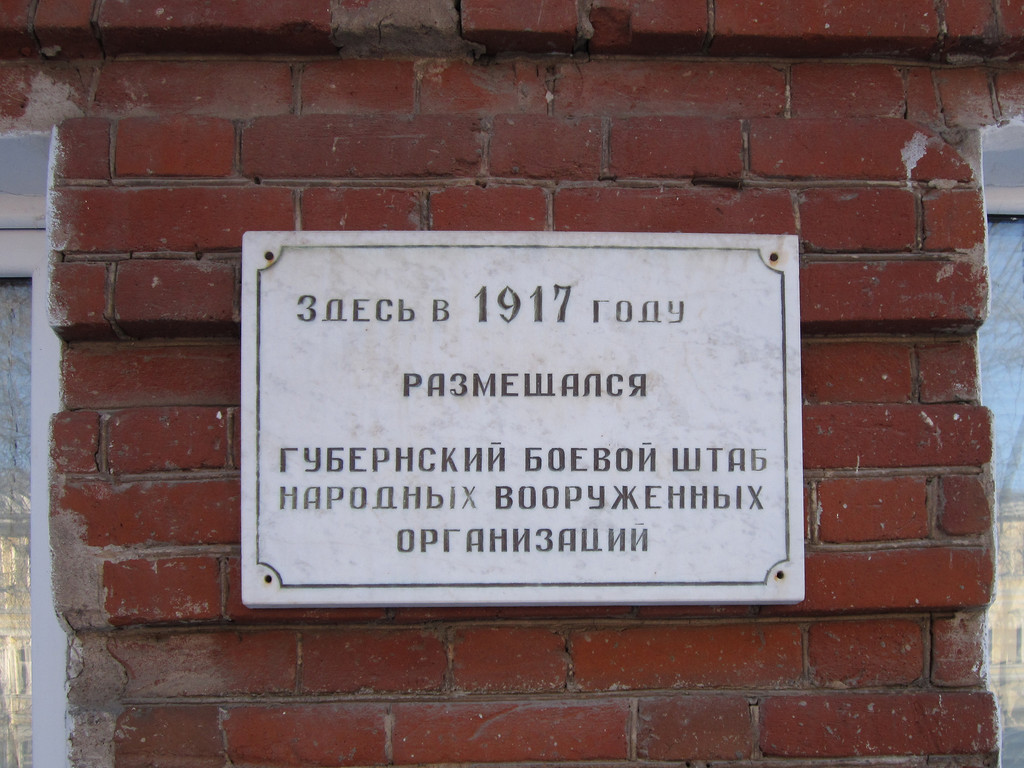 ЗДЕСЬ В 1917 ГОДУ
РАЗМЕЩАЛСЯ
ГУБЕРНСКИЙ БОЕВОЙ ШТАБ
НАРОДНЫХ ВООРУЖЕННЫХ
ОРГАНИЗАЦИЙ